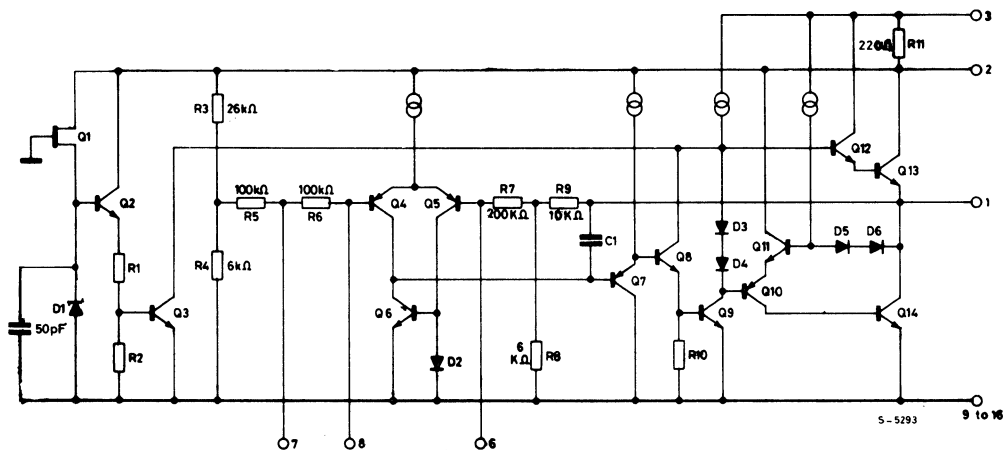 3
220Ω R11
2
R3 26kΩ
Q1
Q12
Q13
100kΩ 100kΩ R7 R9
Q2 Q4 Q5 1
R5 R6 200KΩ 10KΩ
D3 D5 D6
C1 Q11
R1 R4 6kΩ Q7 Q8 D4
Q10
D1 Q3 Q6 Q9 Q14
50pF
R2 D2 6 KΩ R8 R10
S-5293 9 to 16
7 8 6